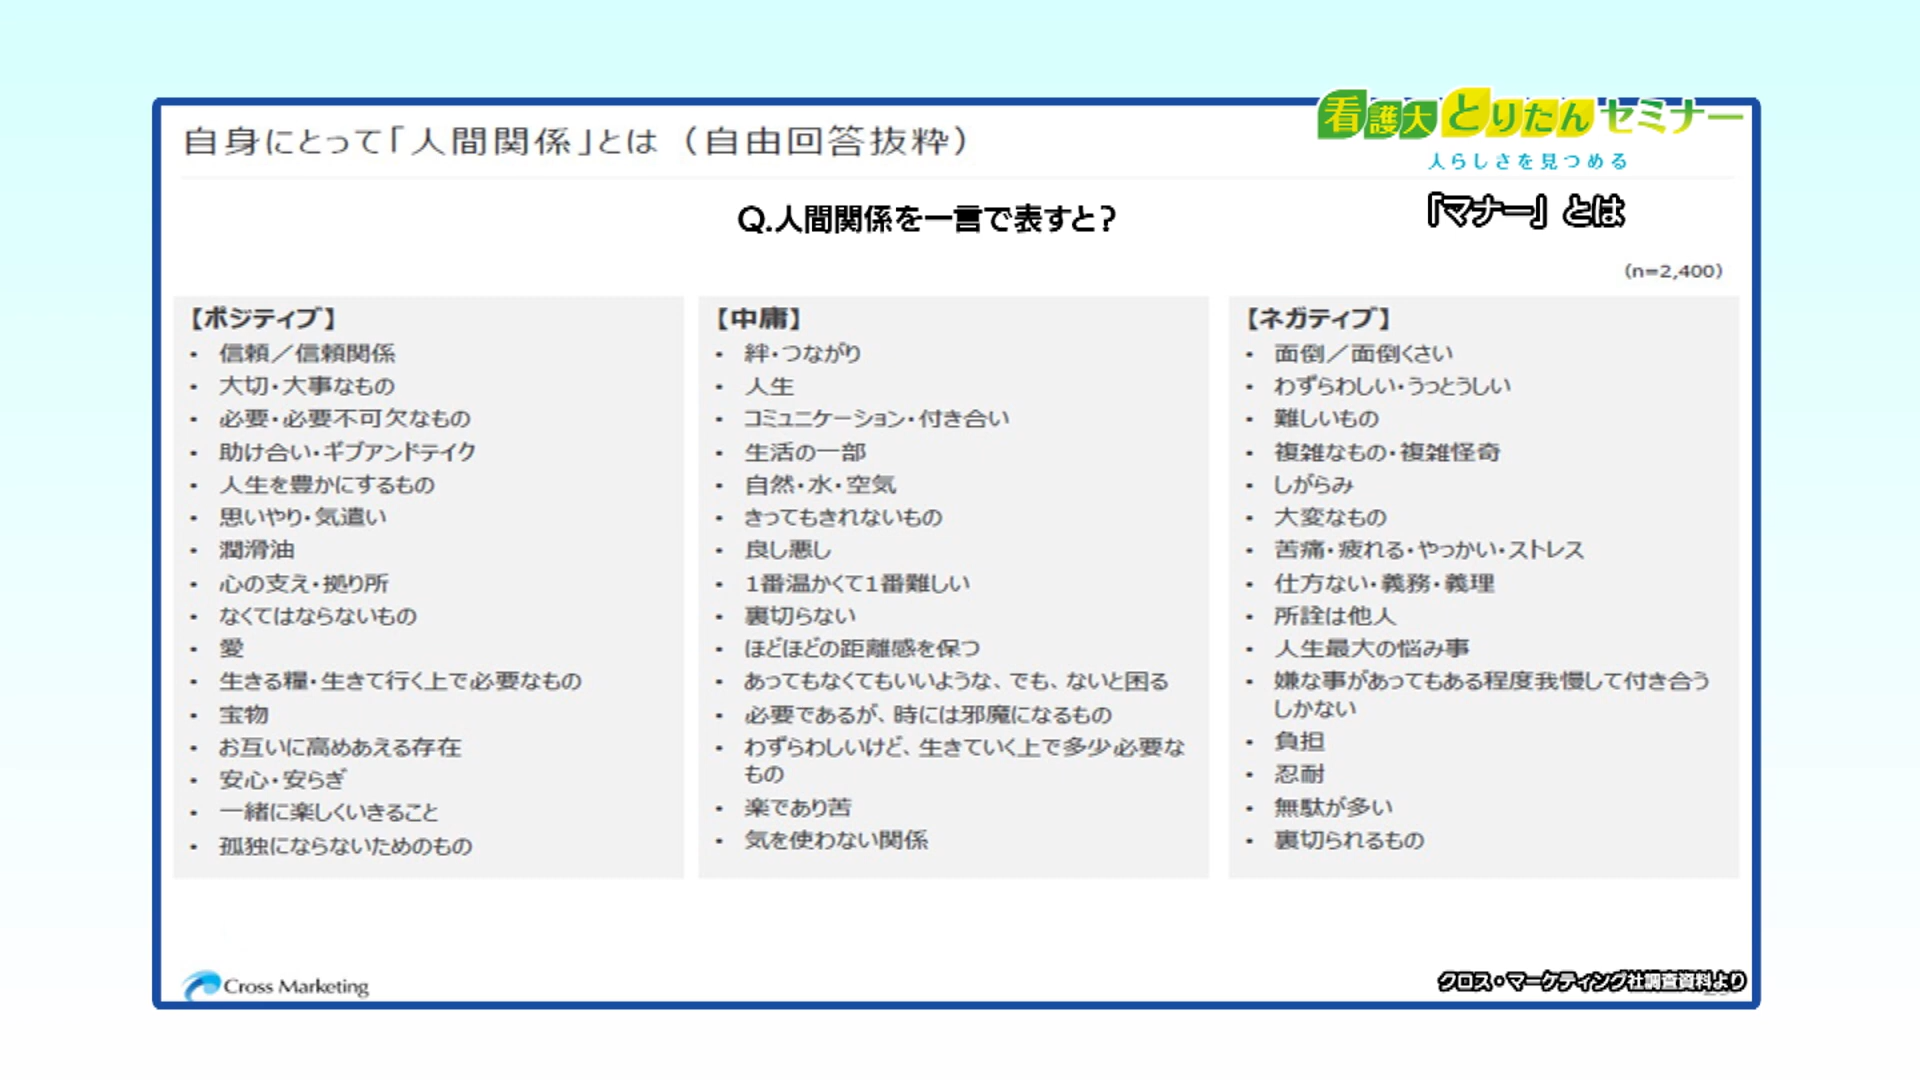 看護大とりたんセミナー
人らしさを見つめる
自身にとって「人間関係」とは（自由回答抜粋）
『マナー』とは
Q.人間関係を一言で表すと？
(n=2,400)
【ポジティブ】
• 信頼／信頼関係
• 大切・大事なもの
• 必要・必要不可欠なもの
• 助け合い・ギブアンドテイク
• 人生を豊かにするもの
• 思いやり・気遣い
• 潤滑油
• 心の支え・拠り所
• なくてはならないもの
• 愛
• 生きる糧・生きて行く上で必要なもの
• 宝物
• お互いに高めあえる存在
• 安心・安らぎ
• 一緒に楽しくいきること
• 孤独にならないためのもの
【中庸】
• 絆・つながり
• 人生
• コミュニケーション・付き合い
• 生活の一部
• 自然・水・空気
• きってもきれないもの
• 良し悪し
• 1番温かくて1番難しい
• 裏切らない
• ほどほどの距離感を保つ
• あってもなくてもいいような、でも、ないと困る
• 必要であるが、時には邪魔になるもの
• わずらわしいけど、生きていく上で多少必要な
もの
• 楽であり苦
• 気を使わない関係
【ネガティブ】
• 面倒／面倒くさい
• わずらわしい・うっとうしい
• 難しいもの
• 複雑なもの・複雑怪奇
• しがらみ
• 大変なもの
• 苦痛・疲れる・やっかい・ストレス
• 仕方ない・義務・義理
• 所詮は他人
• 人生最大の悩み事
• 嫌な事があってもある程度我慢して付き合う
しかない
• 負担
• 忍耐
• 無駄が多い
• 裏切られるもの
Cross Marketing
クロス・マーケティング社調査資料より